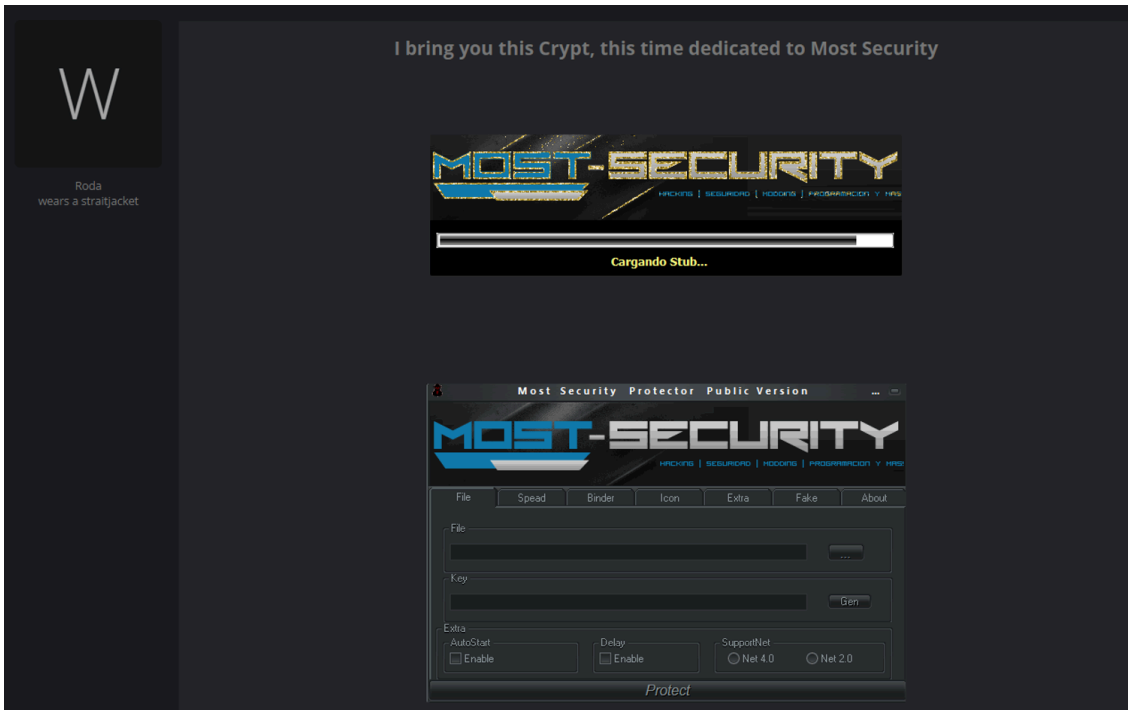 I bring you this Crypt, this time dedicated to Most Security
W
Roda
wears a straitjacket
MOST-SECURITY
HACKING | SEGURIDAD | MODDING | PROGRAMACION Y MAS
Cargando Stub...
Most Security Protector Public Version
MOST-SECURITY
HACKING | SEGURIDAD | MODDING | PROGRAMACION Y MAS
File Spead Binder Icon Extra Fake About
File
...
Key
Gen
Extra
AutoStart Delay SupportNet
Enable Enable Net 4.0 Net 2.0
Protect